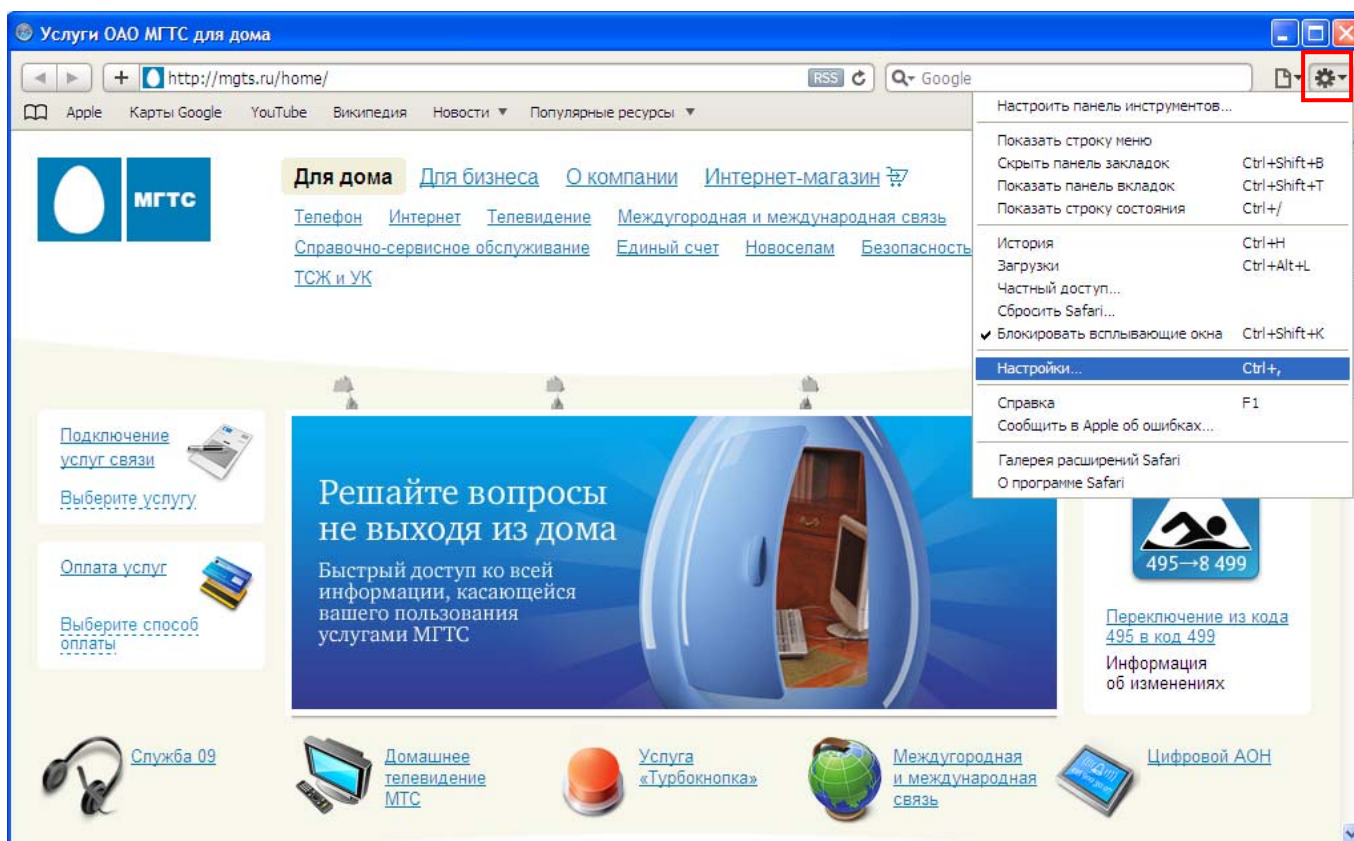 Услуги ОАО МГТС для дома
http://mgts.ru/home/ RSS Google
Apple Карты Google YouTube Википедия Новости ▼ Популярные ресурсы ▼
Настроить панель инструментов...
Показать строку меню
Скрыть панель закладок Ctrl+Shift+B
Показать панель вкладок Ctrl+Shift+T
Показать строку состояния Ctrl+/
История Ctrl+H
Загрузки Ctrl+Alt+L
Частный доступ...
Сбросить Safari...
✓ Блокировать всплывающие окна Ctrl+Shift+K
Настройки... Ctrl+,
Справка F1
Сообщить в Apple об ошибках...
Галерея расширений Safari
О программе Safari
МГТС
Для дома Для бизнеса О компании Интернет-магазин
Телефон Интернет Телевидение Междугородная и международная связь
Справочно-сервисное обслуживание Единый счет Новоселам Безопасность
ТСЖ и УК
Подключение
услуг связи
Выберите услугу
Оплата услуг
Выберите способ
оплаты
Решайте вопросы
не выходя из дома
Быстрый доступ ко всей
информации, касающейся
вашего пользования
услугами МГТС
495→8 499
Переключение из кода
495 в код 499
Информация
об изменениях
Служба 09
Домашнее
телевидение
МТС
Услуга
«Турбокнопка»
Междугородная
и международная
связь
Цифровой АОН